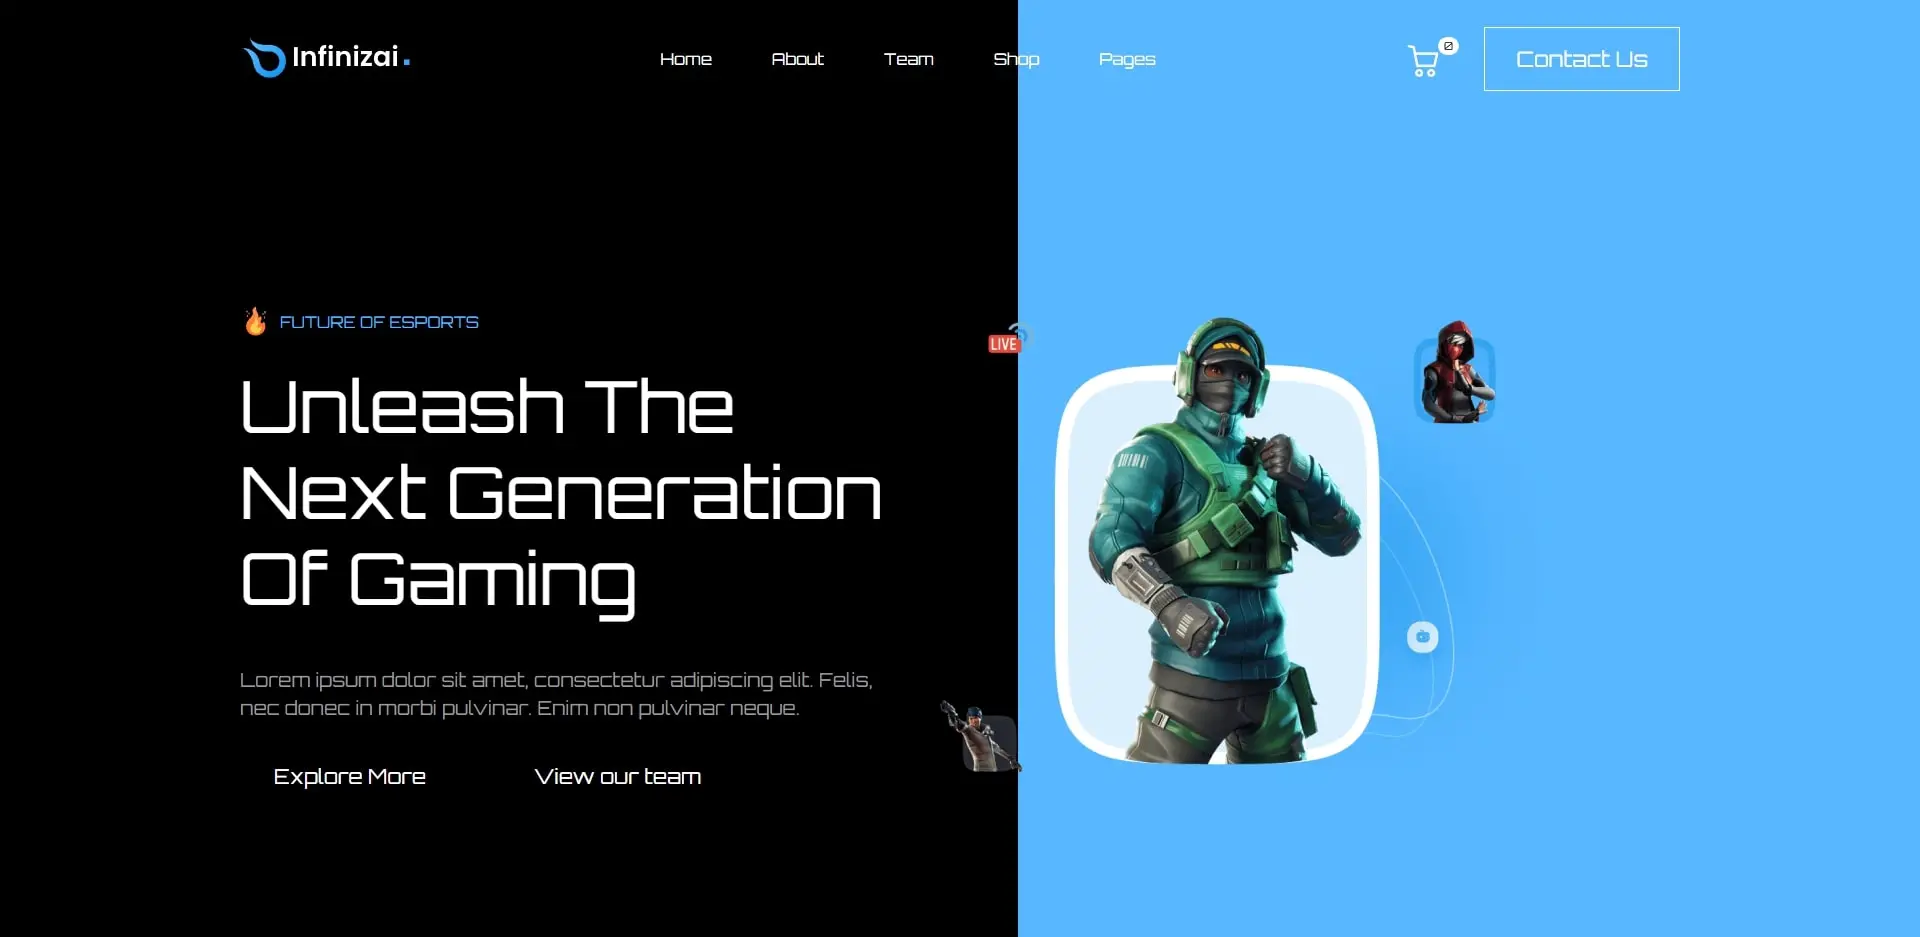 Infinizai.
Home
About
Team
Shop
Pages
0
Contact Us
FUTURE OF ESPORTS
LIVE
Unleash The
Next Generation
Of Gaming
Lorem ipsum dolor sit amet, consectetur adipiscing elit. Felis,
nec donec in morbi pulvinar. Enim non pulvinar neque.
Explore More
View our team